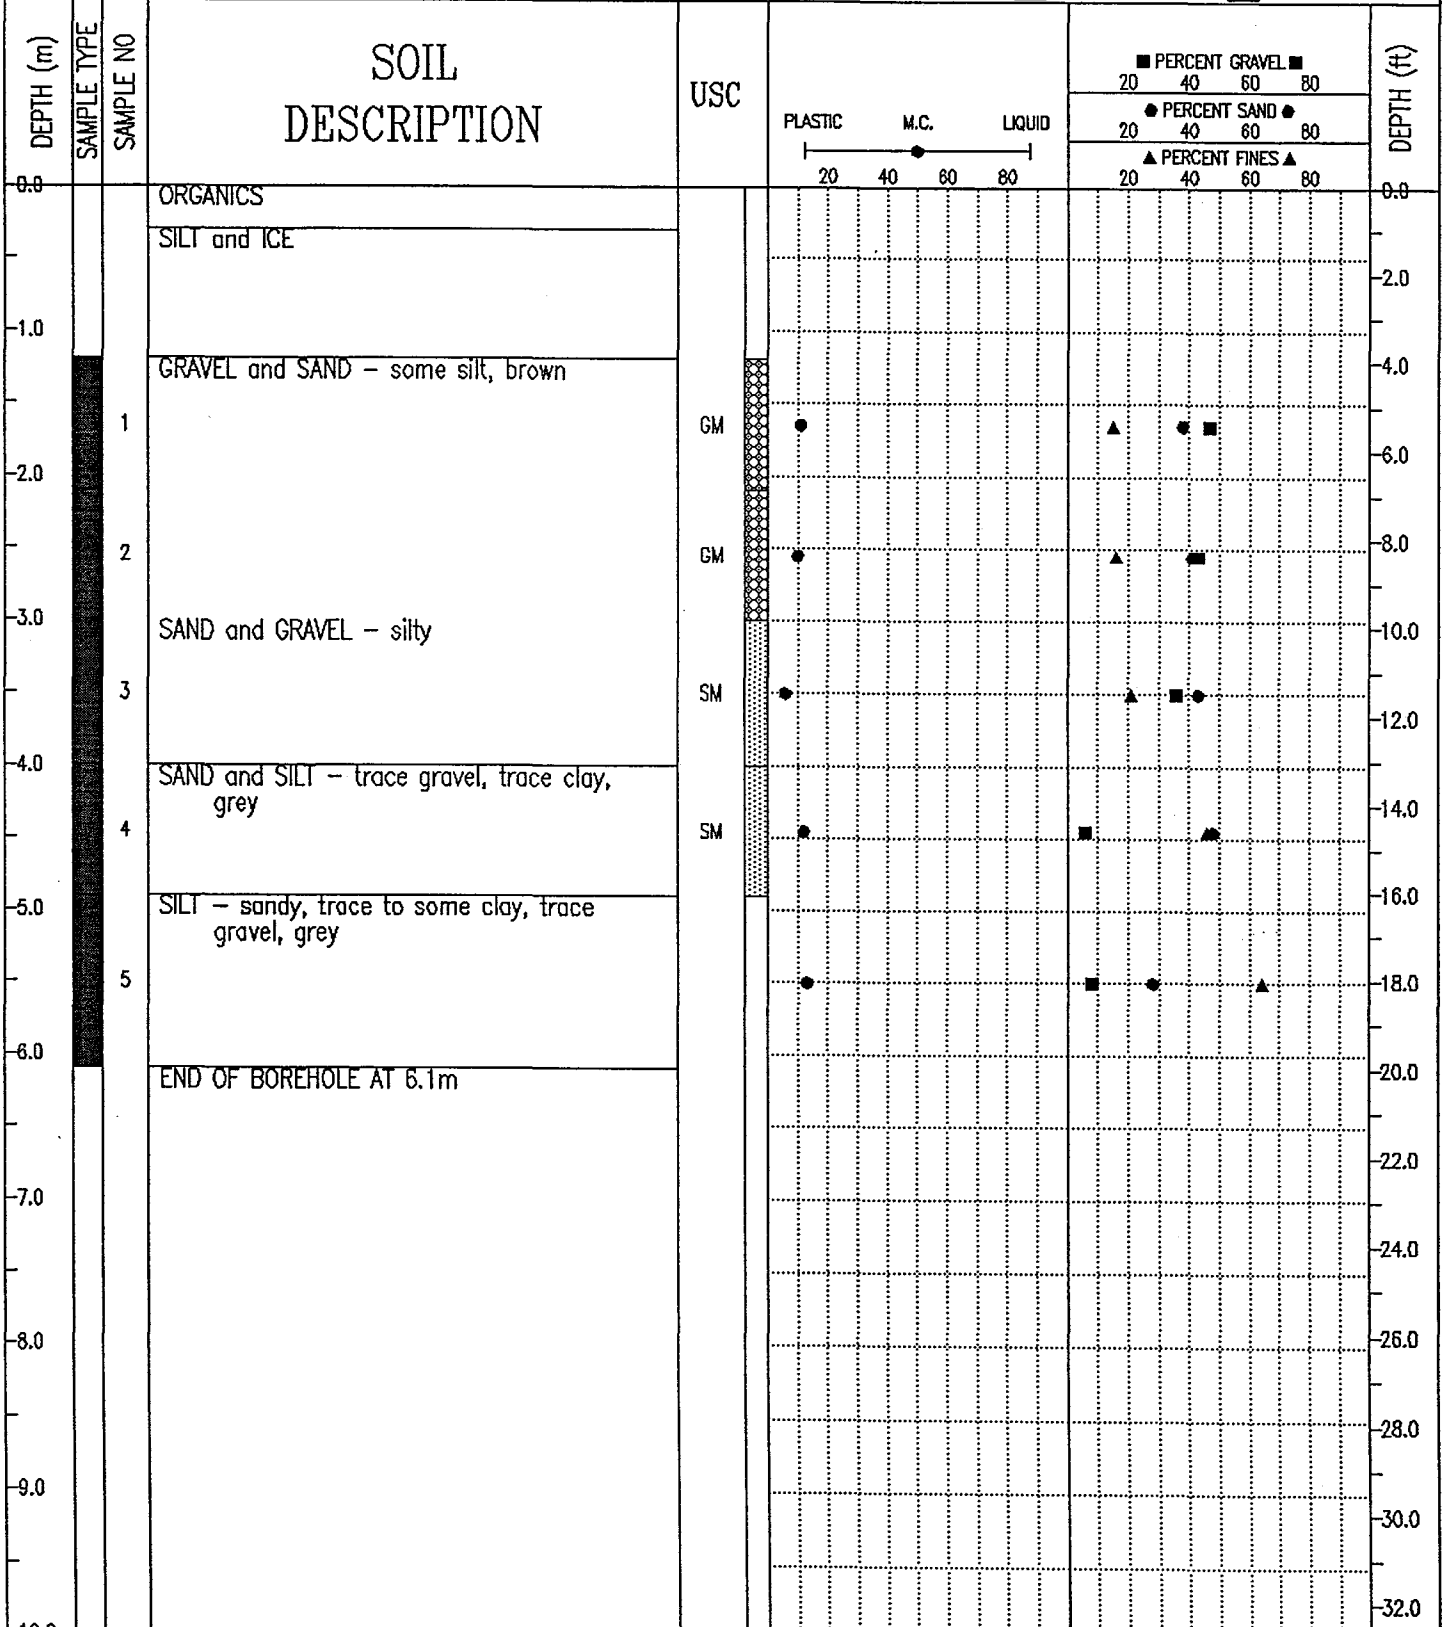 DEPTH (m)
SAMPLE TYPE
SAMPLE NO
SOIL
DESCRIPTION
USC
PLASTIC M.C. LIQUID
20 40 60 80
■ PERCENT GRAVEL ■
20 40 60 80
● PERCENT SAND ●
20 40 60 80
▲ PERCENT FINES ▲
20 40 60 80
DEPTH (ft)
0.0
ORGANICS
0.0
SILT and ICE
2.0
1.0
GRAVEL and SAND – some silt, brown
4.0
1
GM
6.0
2.0
2
GM
8.0
3.0
SAND and GRAVEL – silty
10.0
3
SM
12.0
4.0
SAND and SILT – trace gravel, trace clay,
grey
14.0
4
SM
5.0
SILT – sandy, trace to some clay, trace
gravel, grey
16.0
5
18.0
6.0
END OF BOREHOLE AT 6.1m
20.0
22.0
7.0
24.0
8.0
26.0
28.0
9.0
30.0
32.0